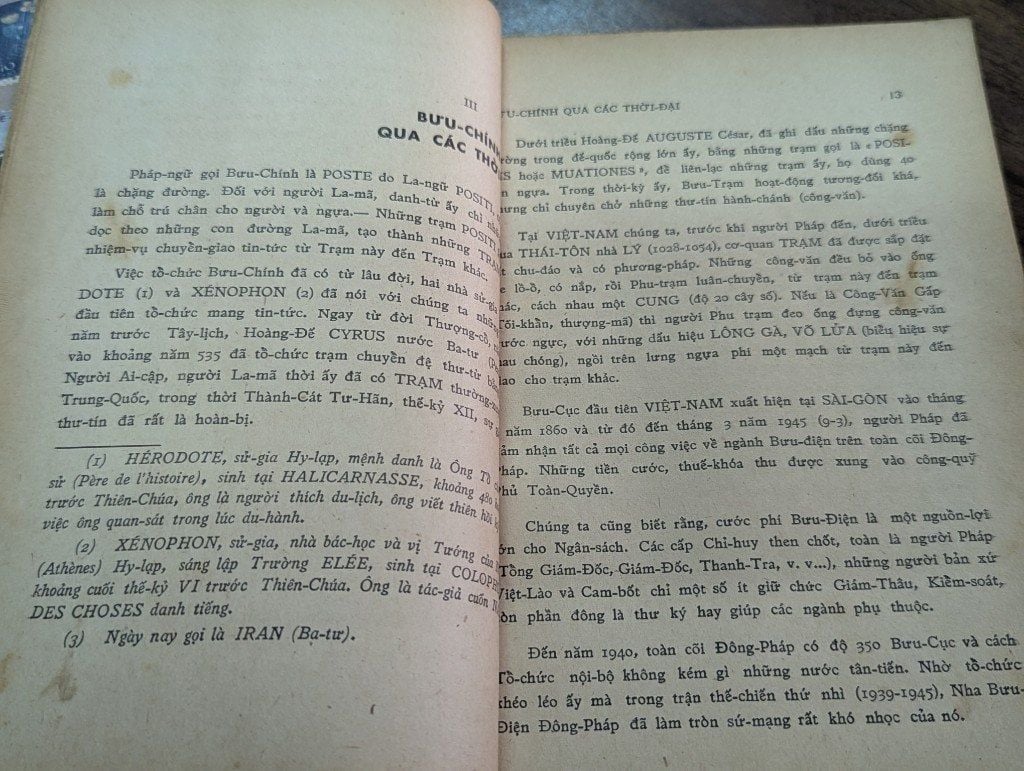 III
BƯU-CHÍNH
QUA CÁC THỜ
Pháp-ngữ gọi Bưu-Chính là POSTE do La-ngữ POSITI,
là chặng đường. Đối với người La-mã, danh-từ ấy chỉ
làm chỗ trú chân cho người và ngựa.— Những trạm POSITI
dọc theo những con đường La-mã, tạo thành những TRẠM
nhiệm-vụ chuyển-giao tin-tức từ Trạm này đến Trạm khác.
Việc tổ-chức Bưu-Chính đã có từ lâu đời, hai nhà sử-gia
DOTE (1) và XÉNOPHON (2) đã nói với chúng ta
đầu tiên tổ-chức mang tin-tức. Ngay từ đời Thượng-cổ,
năm trước Tây-lịch, Hoàng-Đế CYRUS nước Ba-tư
vào khoảng năm 535 đã tổ-chức trạm chuyển đệ thư-từ
Người Ai-cập, người La-mã thời ấy đã có TRẠM
Trung-Quốc, trong thời Thành-Cát Tư-Hãn, thế-kỷ XII, sự
thư-tín đã rất là hoàn-bị.
(1) HÉRODOTE, sử-gia Hy-lạp, mệnh danh là Ông Tổ
sử (Père de l'histoire), sinh tại HALICARNASSE, khoảng 480
trước Thiên-Chúa, ông là người thích du-lịch, ông viết thiên hồi
việc ông quan-sát trong lúc du-hành.
(2) XÉNOPHON, sử-gia, nhà bác-học và vị Tướng của
(Athènes) Hy-lạp, sáng lập Trường ELÉE, sinh tại COLOPH
khoảng cuối thế-kỷ VI trước Thiên-Chúa. Ông là tác-giả cuốn
DES CHOSES danh tiếng.
(3) Ngày nay gọi là IRAN (Ba-tư).
ƯU-CHÍNH QUA CÁC THỜI-ĐẠI 13
Dưới triều Hoàng-Đế AUGUSTE César, đã ghi dấu những chặng
ường trong đế-quốc rộng lớn ấy, bằng những trạm gọi là « POSI-
IS hoặc MUATIONES », để liên-lạc những trạm ấy, họ dùng 40
n ngựa. Trong thời-kỳ ấy, Bưu-Trạm hoạt-động tương-đối khá,
ưng chỉ chuyên chở những thư-tín hành-chánh (công-văn).
Tại VIỆT-NAM chúng ta, trước khi người Pháp đến, dưới triều
ua THÁI-TÔN nhà LÝ (1028-1054), cơ-quan TRẠM đã được sắp đặt
t chu-đáo và có phương-pháp. Những công-văn đều bỏ vào ống
e lồ-ồ, có nắp, rồi Phu-trạm luân-chuyển, từ trạm này đến trạm
ác, cách nhau một CUNG (độ 20 cây số). Nếu là Công-Văn Gấp
Tối-khẩn, thượng-mã) thì người Phu trạm đeo ống đựng công-văn
ước ngực, với những dấu hiệu LÔNG GÀ, VÕ LỬA (biểu hiệu sự
au chóng), ngồi trên lưng ngựa phi một mạch từ trạm này đến
ao cho trạm khác.
Bưu-Cục đầu tiên VIỆT-NAM xuất hiện tại SÀI-GÒN vào tháng
năm 1860 và từ đó đến tháng 3 năm 1945 (9-3), người Pháp đã
ảm nhận tất cả mọi công việc về ngành Bưu-điện trên toàn cõi Đông-
háp. Những tiền cước, thuế-khóa thu được xung vào công-quỹ
hủ Toàn-Quyền.
Chúng ta cũng biết rằng, cước phí Bưu-Điện là một nguồn-lợi
ớn cho Ngân-sách. Các cấp Chỉ-huy then chốt, toàn là người Pháp
Tổng Giám-Đốc, Giám-Đốc, Thanh-Tra, v. v...), những người bản xứ
Việt-Lào và Cam-bốt chỉ một số ít giữ chức Giám-Thâu, Kiểm-soát,
òn phần đông là thư ký hay giúp các ngành phụ thuộc.
Đến năm 1940, toàn cõi Đông-Pháp có độ 350 Bưu-Cục và cách
Tổ-chức nội-bộ không kém gì những nước tân-tiến. Nhờ tổ-chức
khéo léo ấy mà trong trận thế-chiến thứ nhì (1939-1945), Nha Bưu-
Điện Đông-Pháp đã làm tròn sứ-mạng rất khó nhọc của nó.